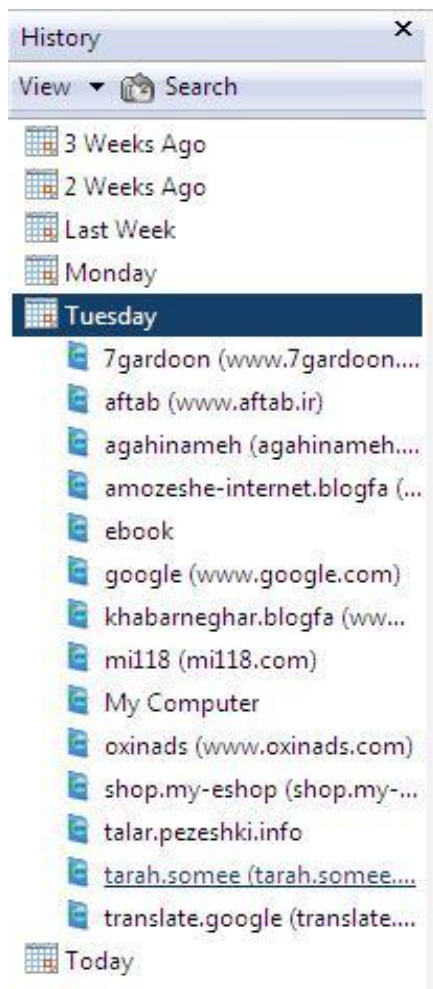 History
View Search
3 Weeks Ago
2 Weeks Ago
Last Week
Monday
Tuesday
7gardoon (www.7gardoon....
aftab (www.aftab.ir)
agahinameh (agahinameh....
amozeshe-internet.blogfa (...
ebook
google (www.google.com)
khabarneghar.blogfa (ww...
mi118 (mi118.com)
My Computer
oxinads (www.oxinads.com)
shop.my-eshop (shop.my-...
talar.pezeshki.info
tarah.somee (tarah.somee....
translate.google (translate....
Today